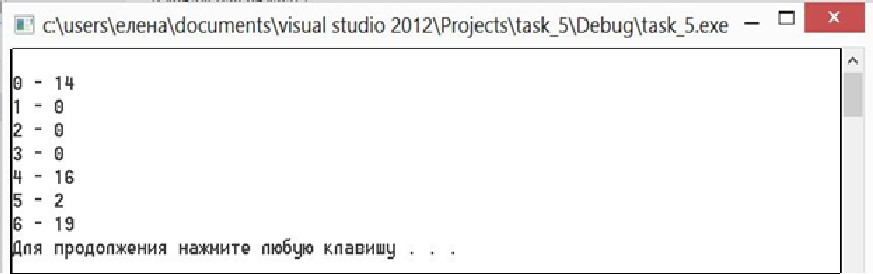 c:\users\елена\documents\visual studio 2012\Projects\task_5\Debug\task_5.exe
0 - 14
1 - 0
2 - 0
3 - 0
4 - 16
5 - 2
6 - 19
Для продолжения нажмите любую клавишу . . .